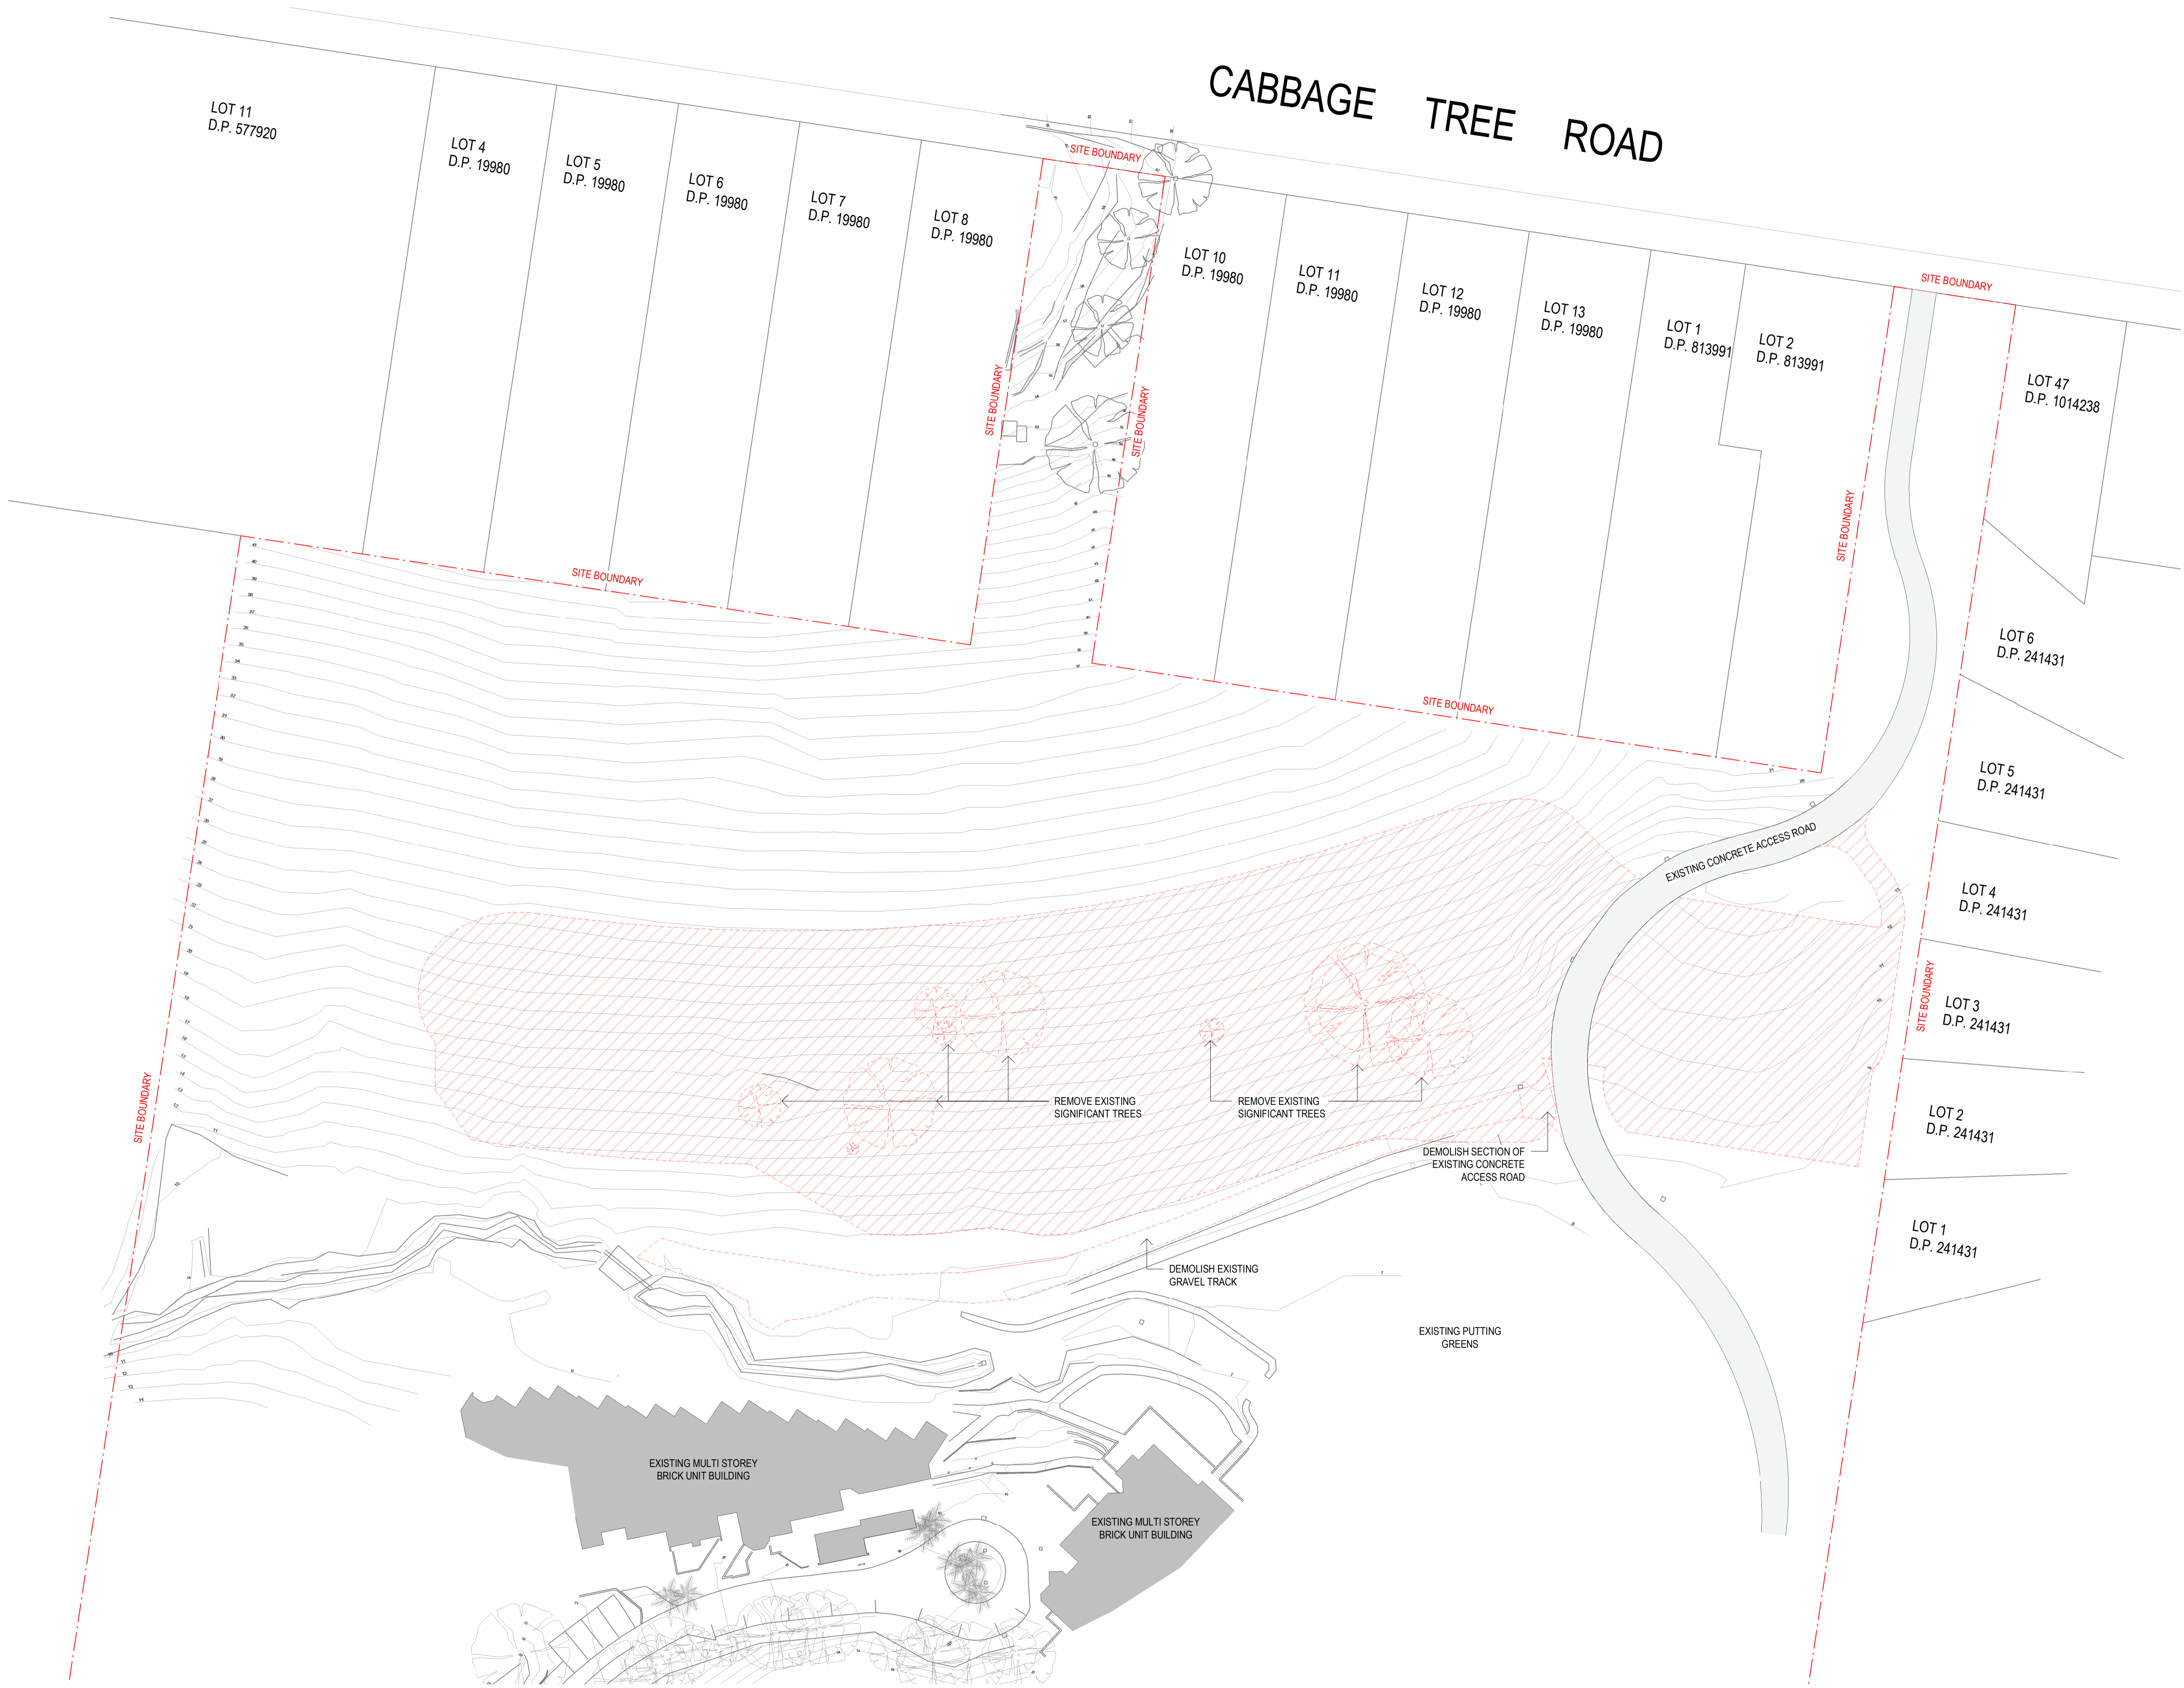 CABBAGE TREE ROAD
LOT 11
D.P. 577920
LOT 4
D.P. 19980
LOT 5
D.P. 19980
LOT 6
D.P. 19980
LOT 7
D.P. 19980
LOT 8
D.P. 19980
SITE BOUNDARY
LOT 10
D.P. 19980
LOT 11
D.P. 19980
LOT 12
D.P. 19980
LOT 13
D.P. 19980
LOT 1
D.P. 813991
LOT 2
D.P. 813991
SITE BOUNDARY
LOT 47
D.P. 1014238
SITE BOUNDARY
SITE BOUNDARY
SITE BOUNDARY
SITE BOUNDARY
SITE BOUNDARY
LOT 6
D.P. 241431
LOT 5
D.P. 241431
EXISTING CONCRETE ACCESS ROAD
LOT 4
D.P. 241431
SITE BOUNDARY
LOT 3
D.P. 241431
LOT 2
D.P. 241431
LOT 1
D.P. 241431
SITE BOUNDARY
REMOVE EXISTING
SIGNIFICANT TREES
REMOVE EXISTING
SIGNIFICANT TREES
DEMOLISH SECTION OF
EXISTING CONCRETE
ACCESS ROAD
DEMOLISH EXISTING
GRAVEL TRACK
EXISTING PUTTING
GREENS
EXISTING MULTI STOREY
BRICK UNIT BUILDING
EXISTING MULTI STOREY
BRICK UNIT BUILDING